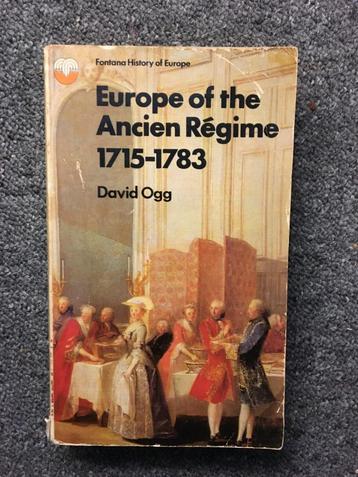 Fontana History of Europe
Europe of the
Ancien Régime
1715-1783
David Ogg